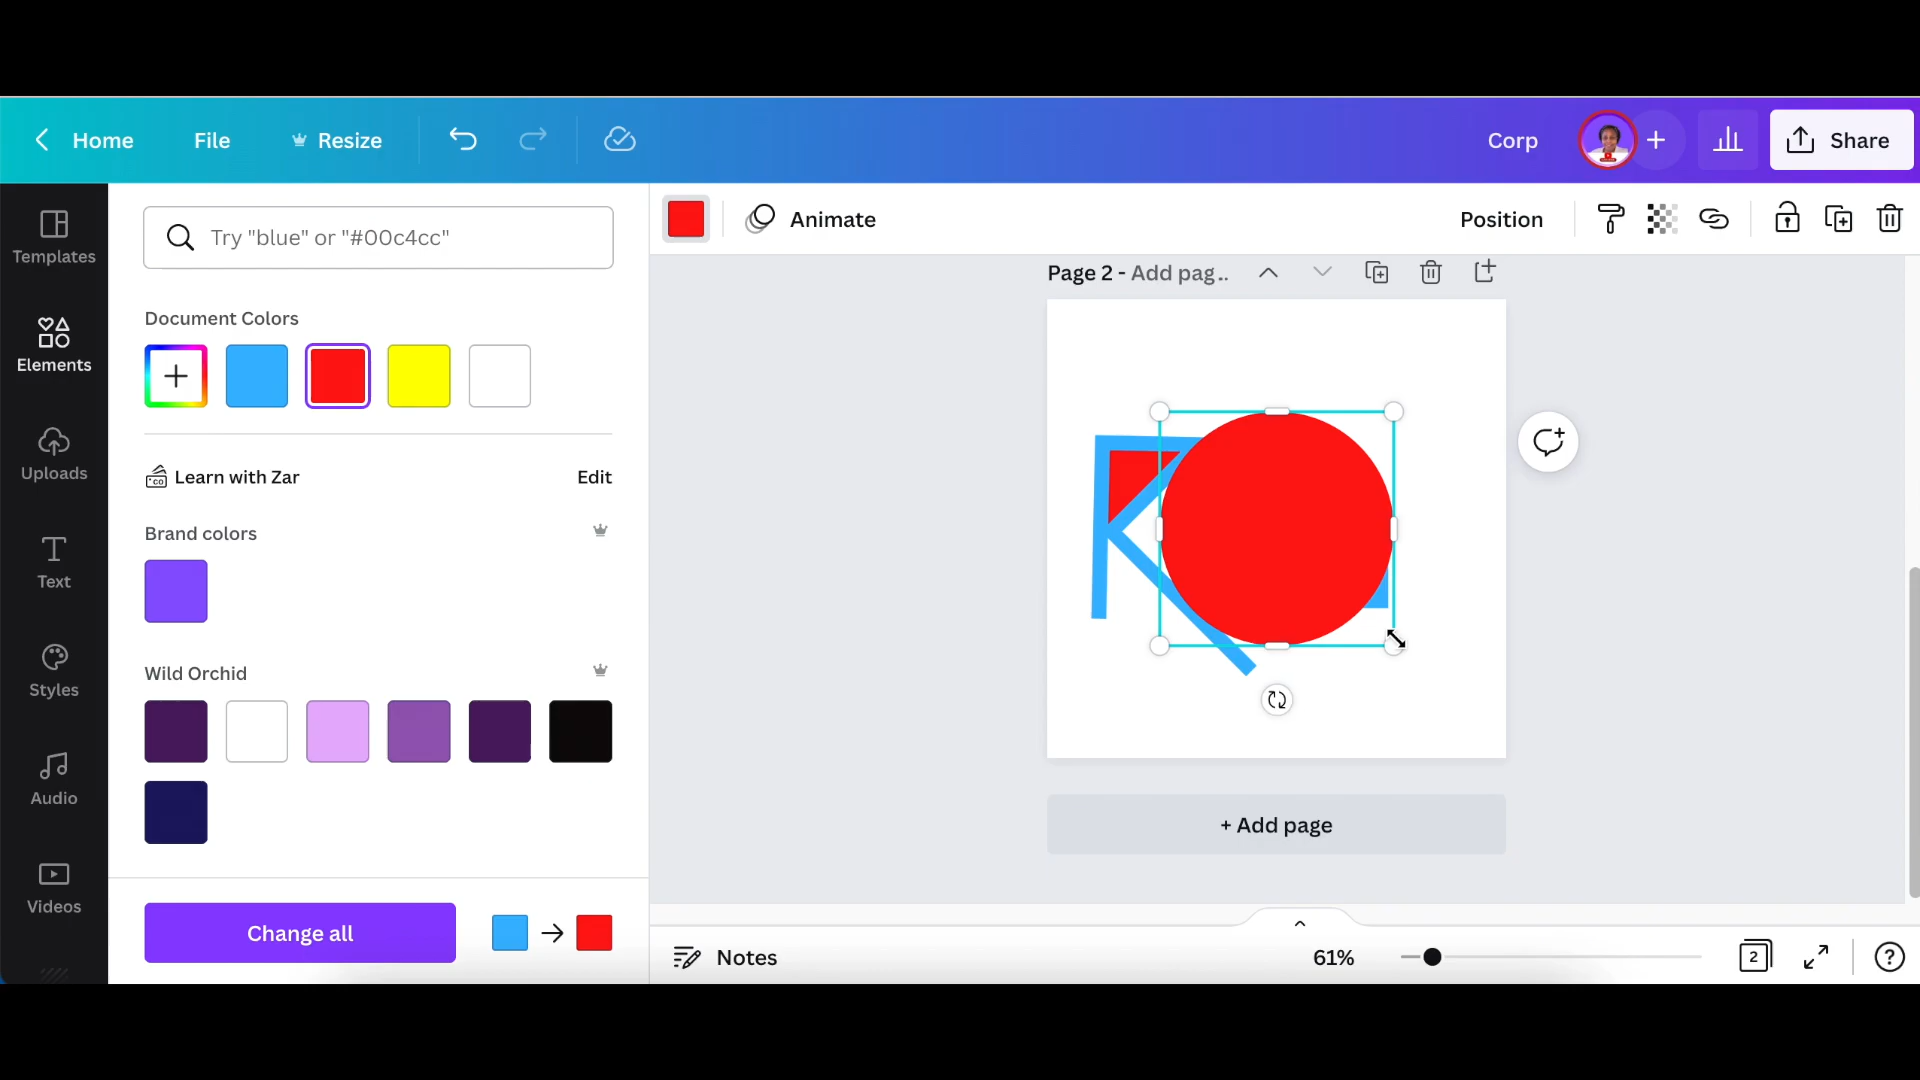 Home File Resize Corp Share
Try "blue" or "#00c4cc"
Animate Position
Templates
Page 2 - Add pag..
Document Colors
+
Elements
Uploads
Learn with Zar Edit
Brand colors
Text
Wild Orchid
Styles
Audio
+ Add page
Videos
Change all
Notes 61% 2 ?